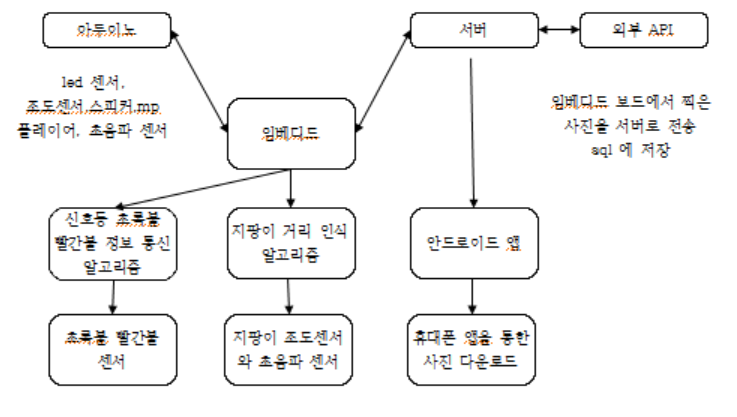 아두이노
서버
외부 API
led 센서,
조도센서,스피커,mp
플레이어, 초음파 센서
임베디드
임베디드 보드에서 찍은
사진을 서버로 전송
sql 에 저장
신호등 초록불
빨간불 정보 통신
알고리즘
지팡이 거리 인식
알고리즘
안드로이드 앱
초록불 빨간불
센서
지팡이 조도센서
와 초음파 센서
휴대폰 앱을 통한
사진 다운로드